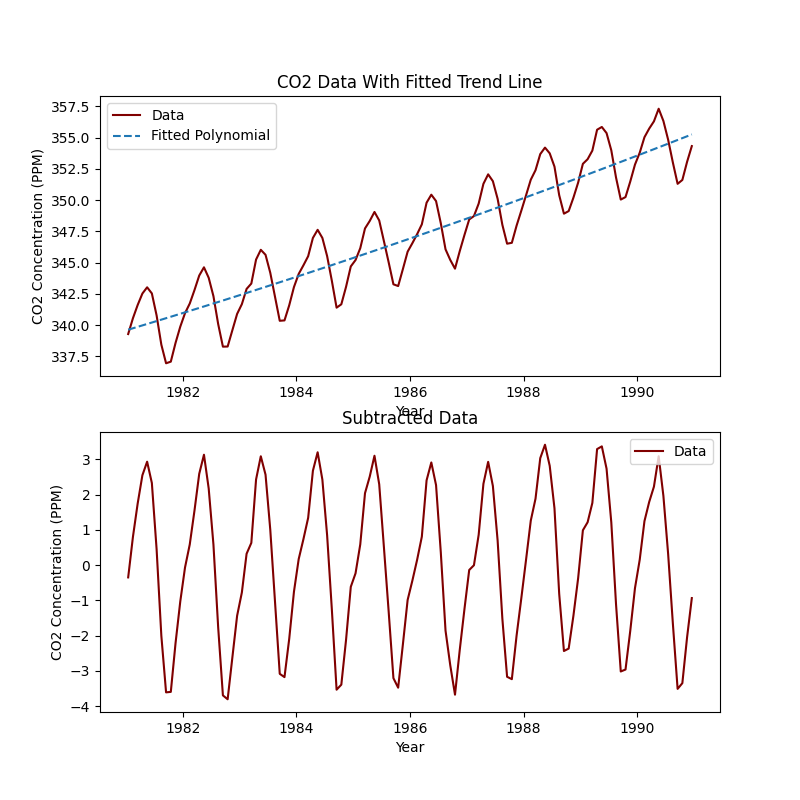 CO2 Data With Fitted Trend Line
CO2 Concentration (PPM)
357.5
355.0
352.5
350.0
347.5
345.0
342.5
340.0
337.5
Data
Fitted Polynomial
1982 1984 1986 1988 1990
Year
Subtracted Data
CO2 Concentration (PPM)
3
2
1
0
−1
−2
−3
−4
Data
1982 1984 1986 1988 1990
Year